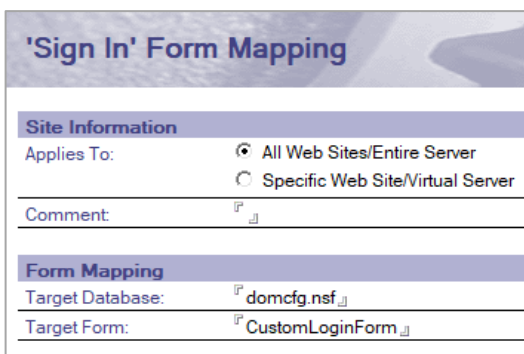 'Sign In' Form Mapping
Site Information
Applies To: All Web Sites/Entire Server
Specific Web Site/Virtual Server
Comment:
Form Mapping
Target Database: domcfg.nsf
Target Form: CustomLoginForm